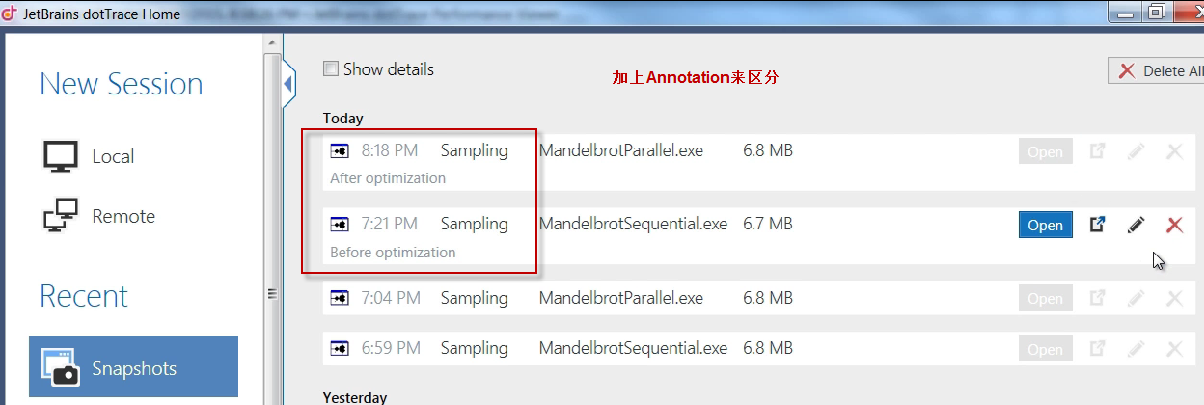 JetBrains dotTrace Home
New Session
Local
Remote
Recent
Snapshots
Show details
加上Annotation来区分
Delete All
Today
8:18 PM Sampling MandelbrotParallel.exe 6.8 MB Open
After optimization
7:21 PM Sampling MandelbrotSequential.exe 6.7 MB Open
Before optimization
7:04 PM Sampling MandelbrotParallel.exe 6.8 MB Open
6:59 PM Sampling MandelbrotSequential.exe 6.8 MB Open
Yesterday